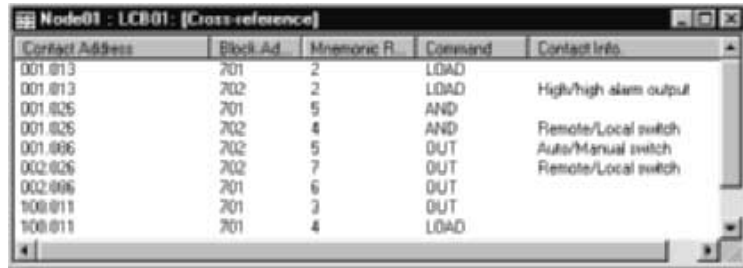 Node01 : LCB01: [Cross-reference]
Contact Address Block Ad... Mnemonic R... Command Contact Info.
001.013 701 2 LOAD
001.013 702 2 LOAD High/high alarm output
001.026 701 5 AND
001.026 702 4 AND Remote/Local switch
001.086 702 5 OUT Auto/Manual switch
002.026 702 7 OUT Remote/Local switch
002.086 701 6 OUT
100.011 701 3 OUT
100.011 701 4 LOAD